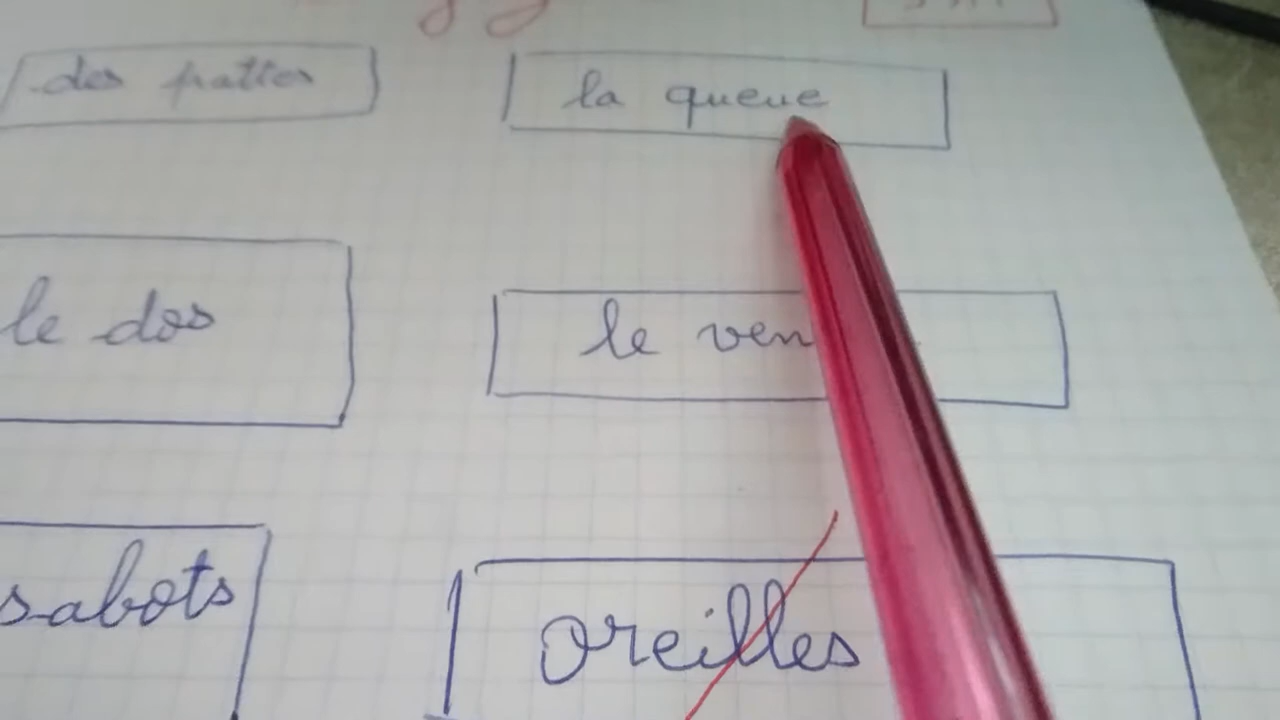 des pattes
la queue
le dos
le ven
sabots
oreilles